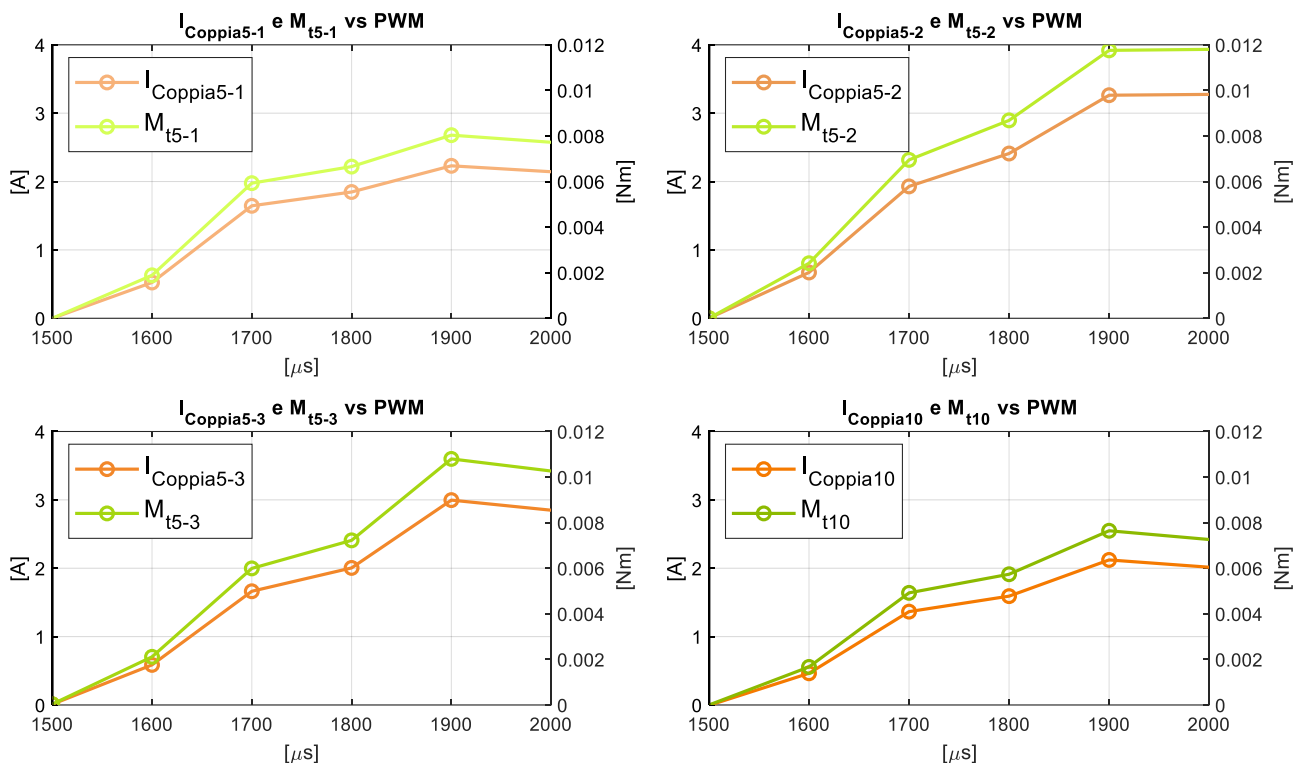 I_Coppia5-1 e M_t5-1 vs PWM
I_Coppia5-1
M_t5-1
[A]
4
3
2
1
0
0.012
0.01
0.008
0.006
0.004
0.002
0
[Nm]
1500 1600 1700 1800 1900 2000
[μs]
I_Coppia5-2 e M_t5-2 vs PWM
I_Coppia5-2
M_t5-2
[A]
4
3
2
1
0
0.012
0.01
0.008
0.006
0.004
0.002
0
[Nm]
1500 1600 1700 1800 1900 2000
[μs]
I_Coppia5-3 e M_t5-3 vs PWM
I_Coppia5-3
M_t5-3
[A]
4
3
2
1
0
0.012
0.01
0.008
0.006
0.004
0.002
0
[Nm]
1500 1600 1700 1800 1900 2000
[μs]
I_Coppia10 e M_t10 vs PWM
I_Coppia10
M_t10
[A]
4
3
2
1
0
0.012
0.01
0.008
0.006
0.004
0.002
0
[Nm]
1500 1600 1700 1800 1900 2000
[μs]